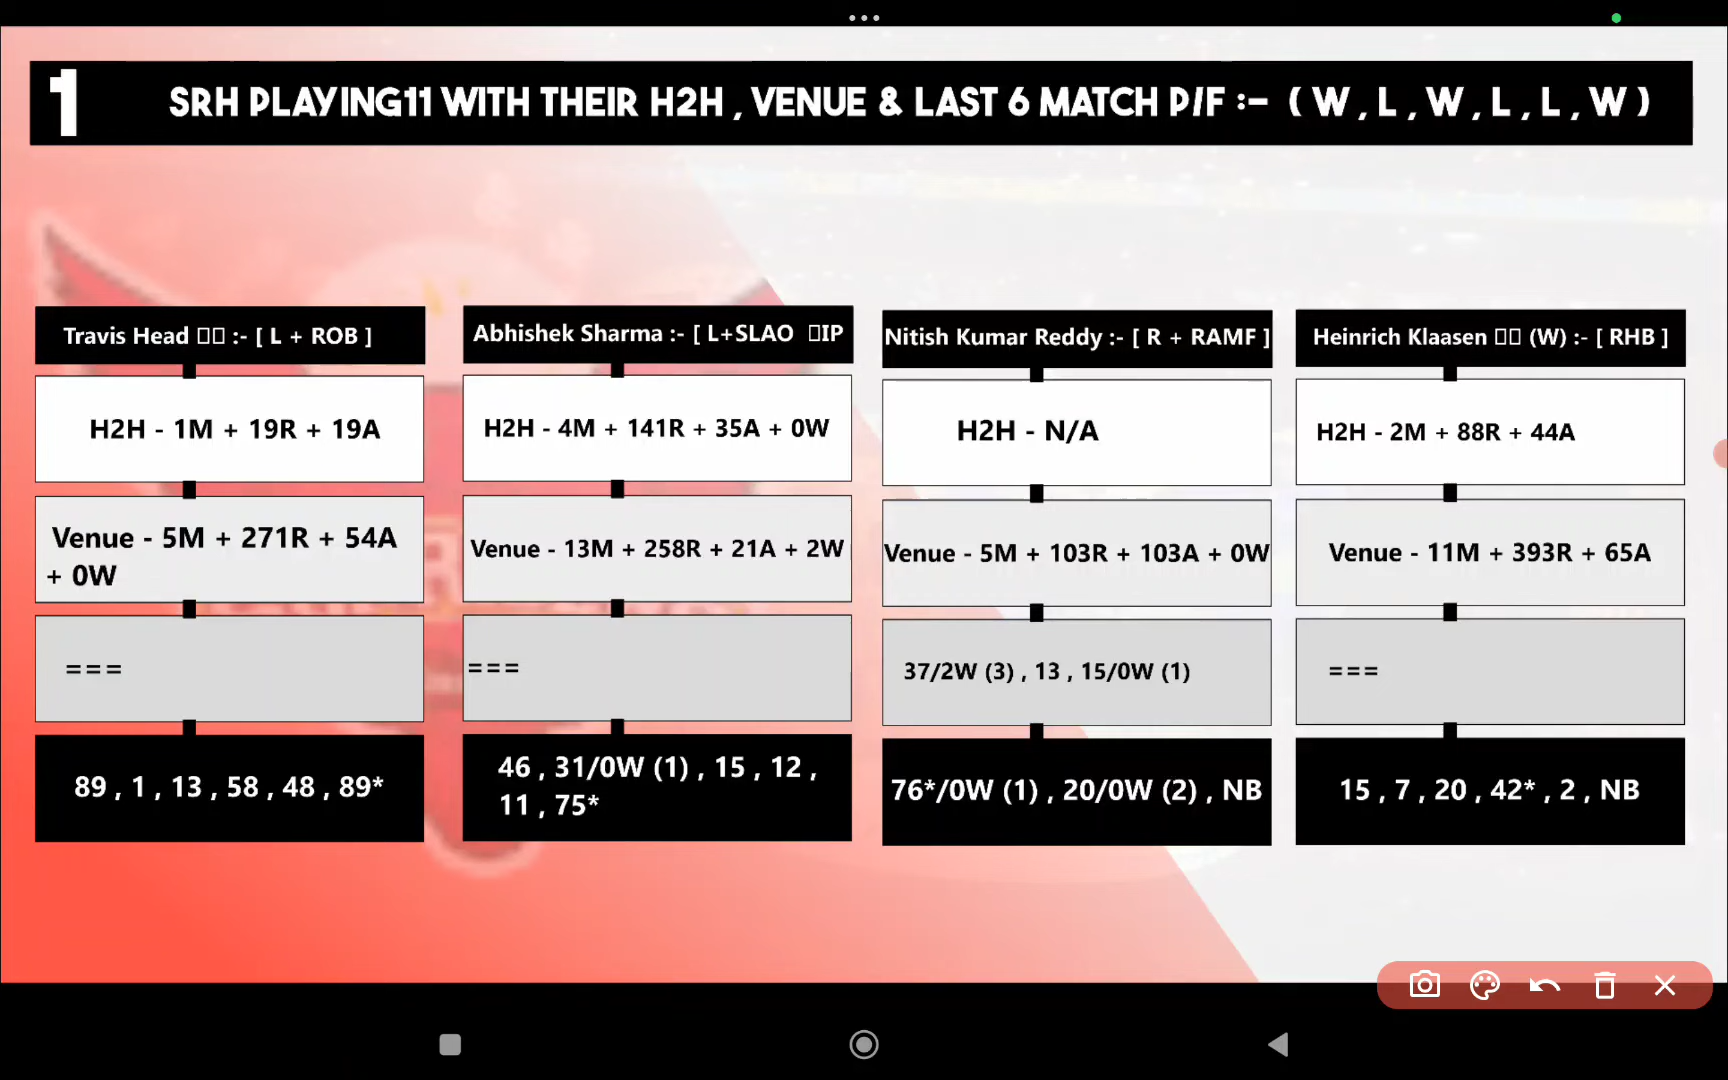 1 SRH PLAYING11 WITH THEIR H2H , VENUE & LAST 6 MATCH P/F :- ( W , L , W , L , L , W )
Travis Head :- [ L + ROB ]
H2H - 1M + 19R + 19A
Venue - 5M + 271R + 54A
+ 0W
===
89 , 1 , 13 , 58 , 48 , 89*
Abhishek Sharma :- [ L+SLAO IP
H2H - 4M + 141R + 35A + 0W
Venue - 13M + 258R + 21A + 2W
===
46 , 31/0W (1) , 15 , 12 ,
11 , 75*
Nitish Kumar Reddy :- [ R + RAMF ]
H2H - N/A
Venue - 5M + 103R + 103A + 0W
37/2W (3) , 13 , 15/0W (1)
76*/0W (1) , 20/0W (2) , NB
Heinrich Klaasen (W) :- [ RHB ]
H2H - 2M + 88R + 44A
Venue - 11M + 393R + 65A
===
15 , 7 , 20 , 42* , 2 , NB